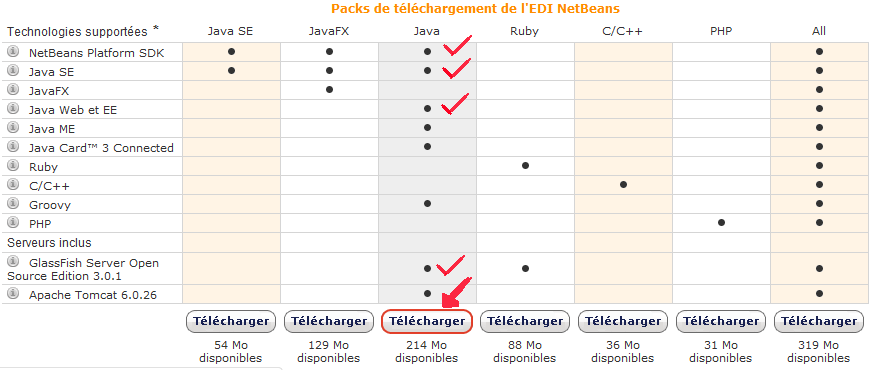 Packs de téléchargement de l'EDI NetBeans
Technologies supportées * Java SE JavaFX Java Ruby C/C++ PHP All
NetBeans Platform SDK
Java SE
JavaFX
Java Web et EE
Java ME
Java Card™ 3 Connected
Ruby
C/C++
Groovy
PHP
Serveurs inclus
GlassFish Server Open
Source Edition 3.0.1
Apache Tomcat 6.0.26
Télécharger Télécharger Télécharger Télécharger Télécharger Télécharger Télécharger
54 Mo 129 Mo 214 Mo 88 Mo 36 Mo 31 Mo 319 Mo
disponibles disponibles disponibles disponibles disponibles disponibles disponibles